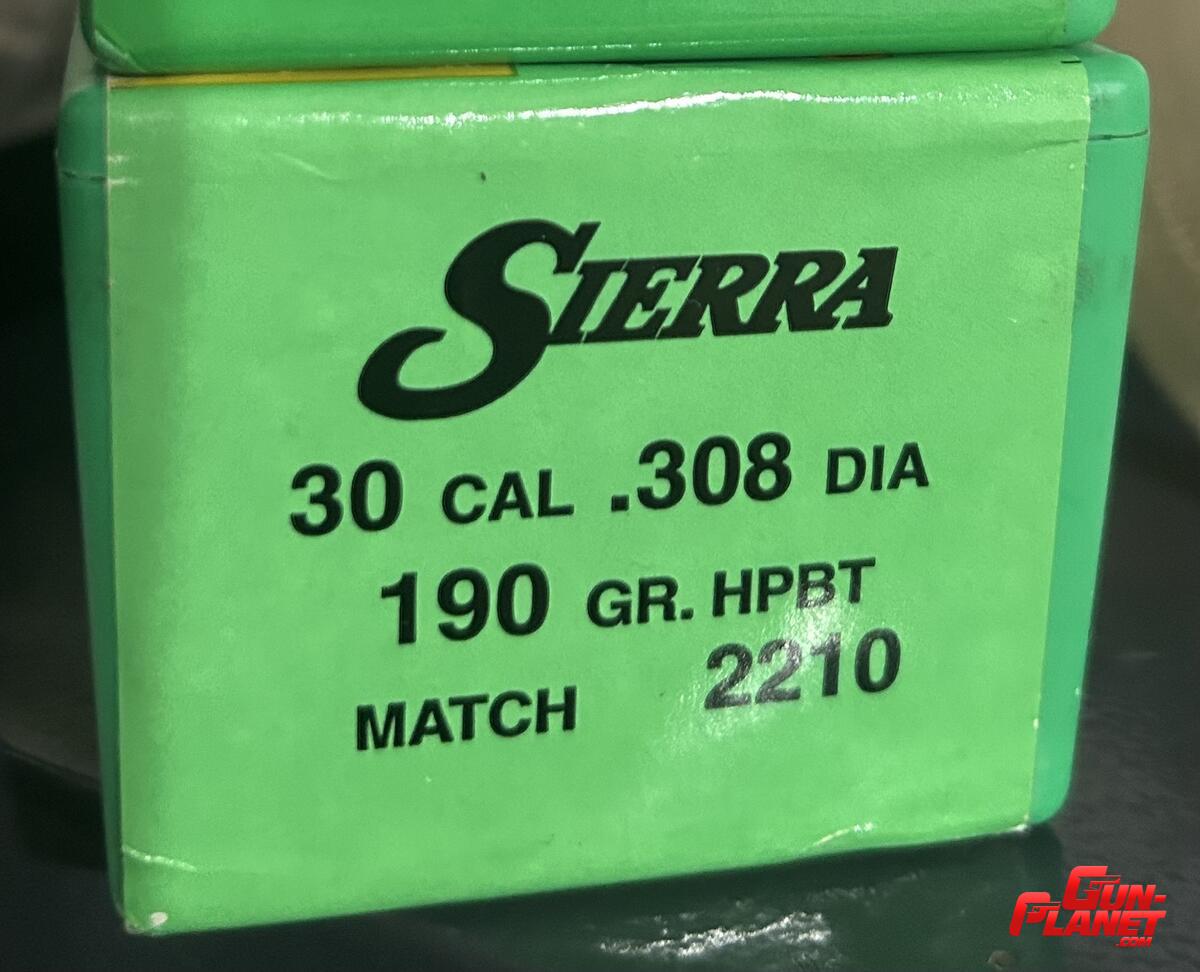 SIERRA
30 CAL .308 DIA
190 GR. HPBT
MATCH 2210
GUN-
PLANET
.COM